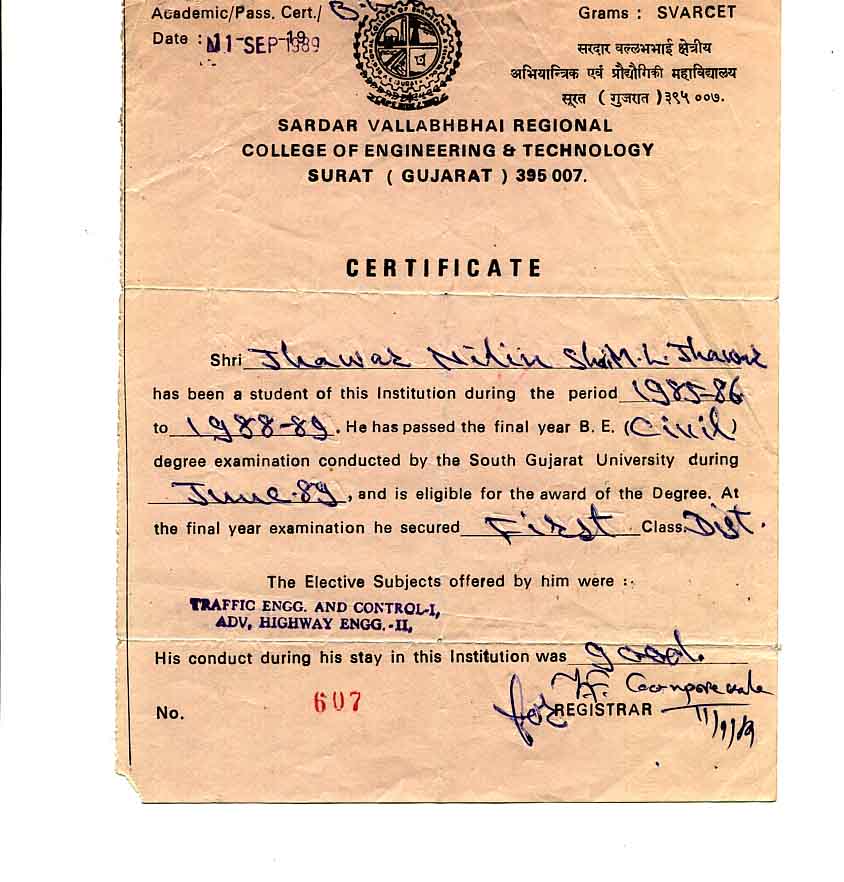 Academic/Pass. Cert./ B.
Grams : SVARCET
Date : 11-SEP-1989
सरदार वल्लभभाई क्षेत्रीय
अभियान्त्रिक एवं प्रौद्योगिकी महाविद्यालय
सूरत ( गुजरात ) ३९५ ००७.
SARDAR VALLABHBHAI REGIONAL
COLLEGE OF ENGINEERING & TECHNOLOGY
SURAT ( GUJARAT ) 395 007.
CERTIFICATE
Shri Jhawar Nitin Shri M. L. Jhawar
has been a student of this Institution during the period 1985-86
to 1988-89. He has passed the final year B. E. (Civil)
degree examination conducted by the South Gujarat University during
June-89, and is eligible for the award of the Degree. At
the final year examination he secured First Class. Dist.
The Elective Subjects offered by him were :-
TRAFFIC ENGG. AND CONTROL-I,
ADV, HIGHWAY ENGG.-II,
His conduct during his stay in this Institution was good.
No. 607
for REGISTRAR
11/9/89